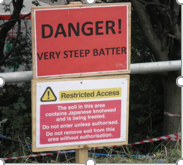 DANGER!
VERY STEEP BATTER
Restricted Access
The soil in this area
contains Japanese knotweed
and is being treated.
Do not enter unless authorised.
Do not remove soil from this
area without authorisation.